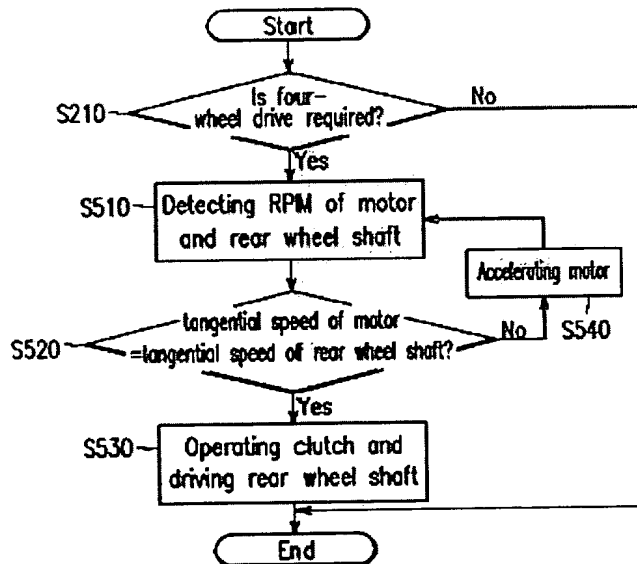 Start
Is four-
wheel drive required?
S210
No
Yes
S510
Detecting RPM of motor
and rear wheel shaft
Accelerating motor
S540
tangential speed of motor
=tangential speed of rear wheel shaft?
S520
No
Yes
S530
Operating clutch and
driving rear wheel shaft
End